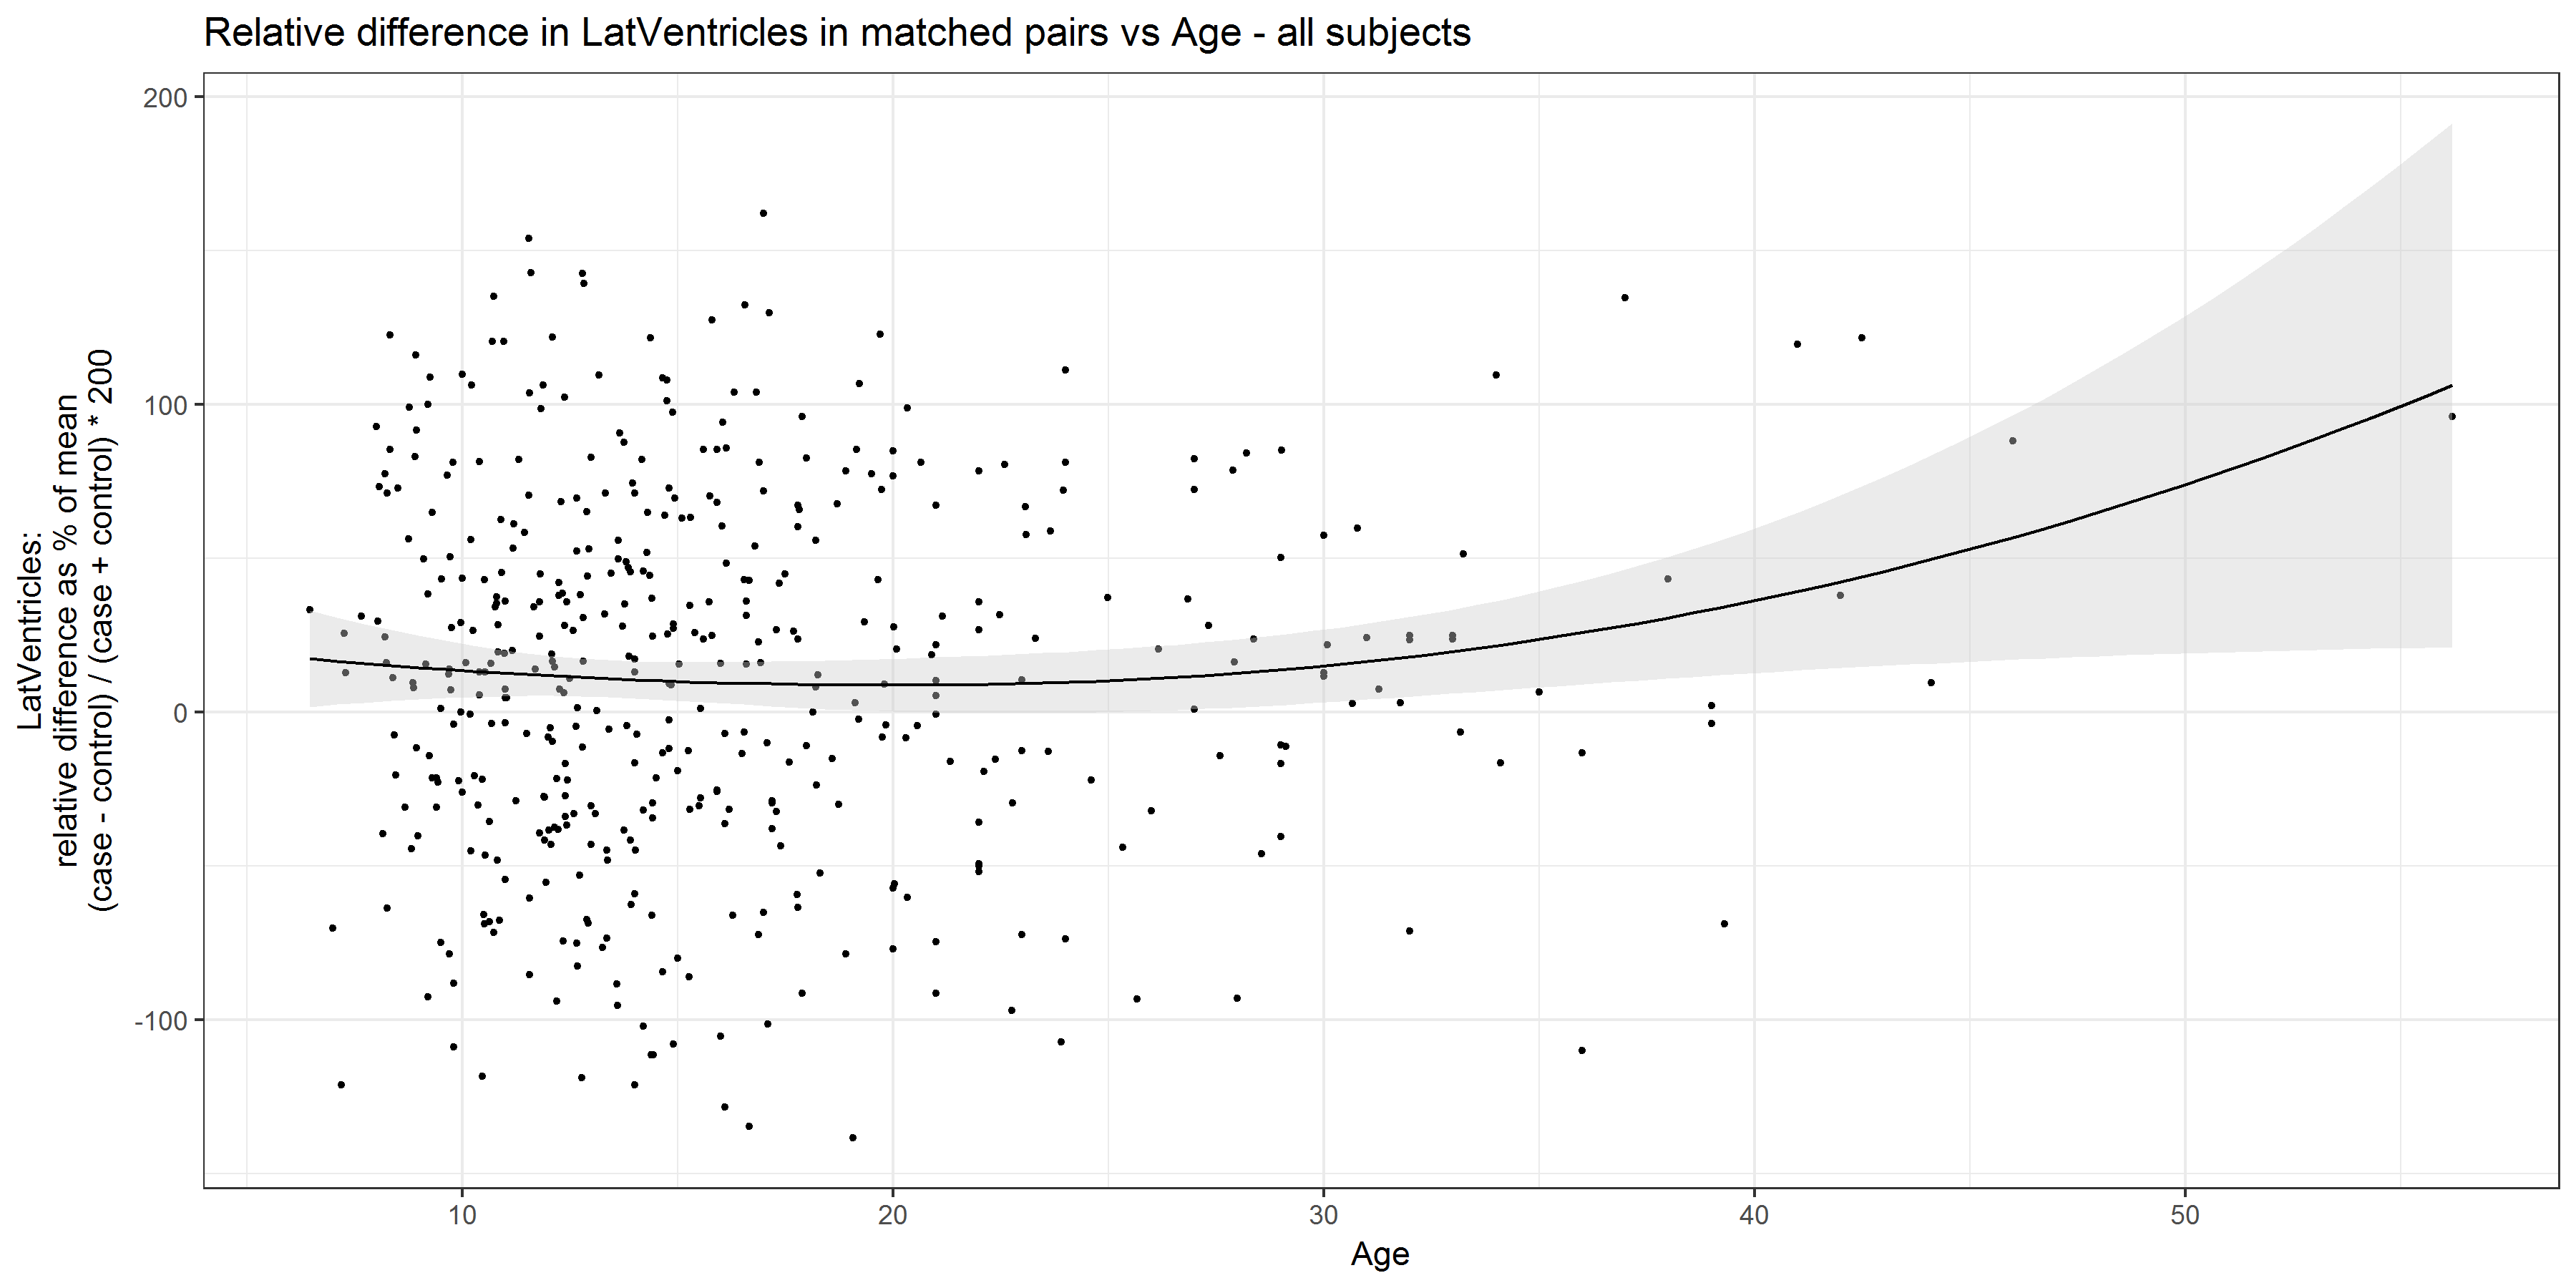 Relative difference in LatVentricles in matched pairs vs Age - all subjects
LatVentricles:
relative difference as % of mean
(case - control) / (case + control) * 200
200
100
0
-100
10
20
30
40
50
Age